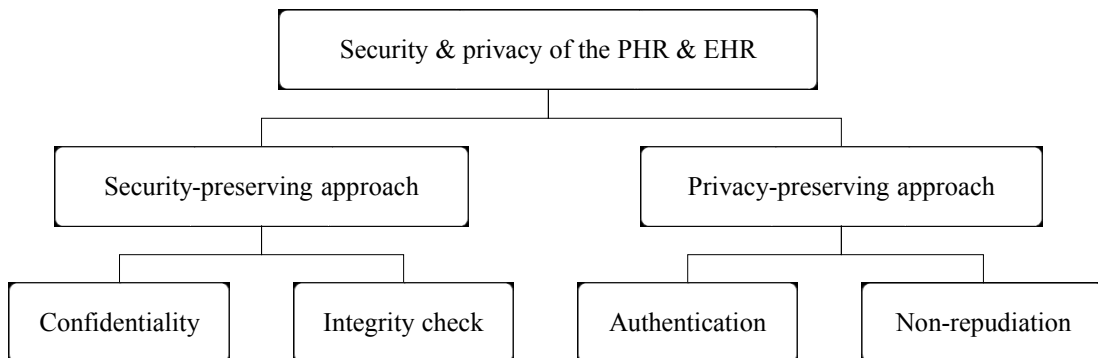 Security & privacy of the PHR & EHR
Security-preserving approach
Privacy-preserving approach
Confidentiality
Integrity check
Authentication
Non-repudiation